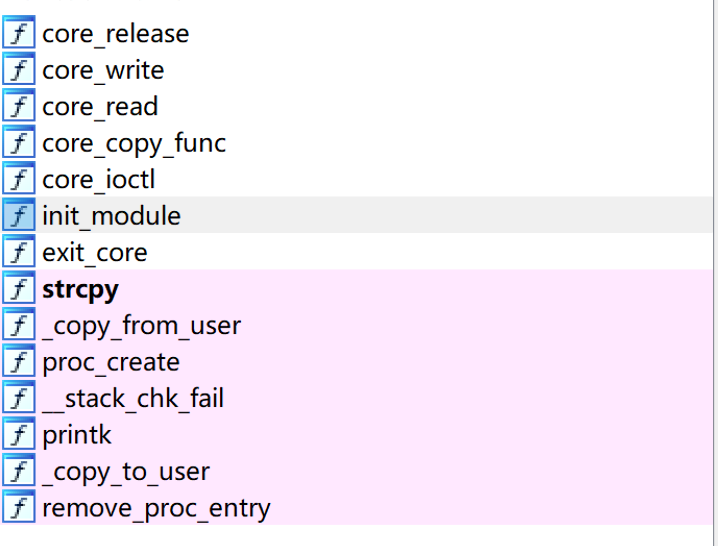 core_release
core_write
core_read
core_copy_func
core_ioctl
init_module
exit_core
strcpy
_copy_from_user
proc_create
__stack_chk_fail
printk
_copy_to_user
remove_proc_entry